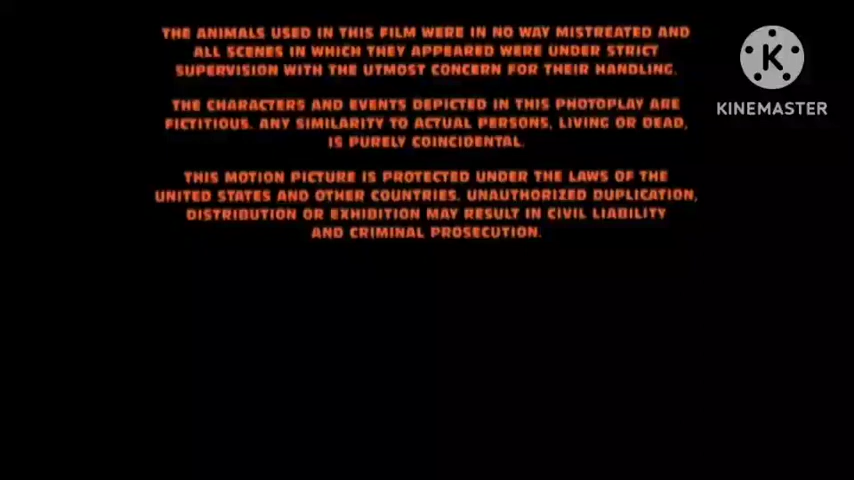 THE ANIMALS USED IN THIS FILM WERE IN NO WAY MISTREATED AND
ALL SCENES IN WHICH THEY APPEARED WERE UNDER STRICT
SUPERVISION WITH THE UTMOST CONCERN FOR THEIR HANDLING.
THE CHARACTERS AND EVENTS DEPICTED IN THIS PHOTOPLAY ARE
FICTITIOUS. ANY SIMILARITY TO ACTUAL PERSONS, LIVING OR DEAD,
IS PURELY COINCIDENTAL.
THIS MOTION PICTURE IS PROTECTED UNDER THE LAWS OF THE
UNITED STATES AND OTHER COUNTRIES. UNAUTHORIZED DUPLICATION,
DISTRIBUTION OR EXHIBITION MAY RESULT IN CIVIL LIABILITY
AND CRIMINAL PROSECUTION.
K
KINEMASTER